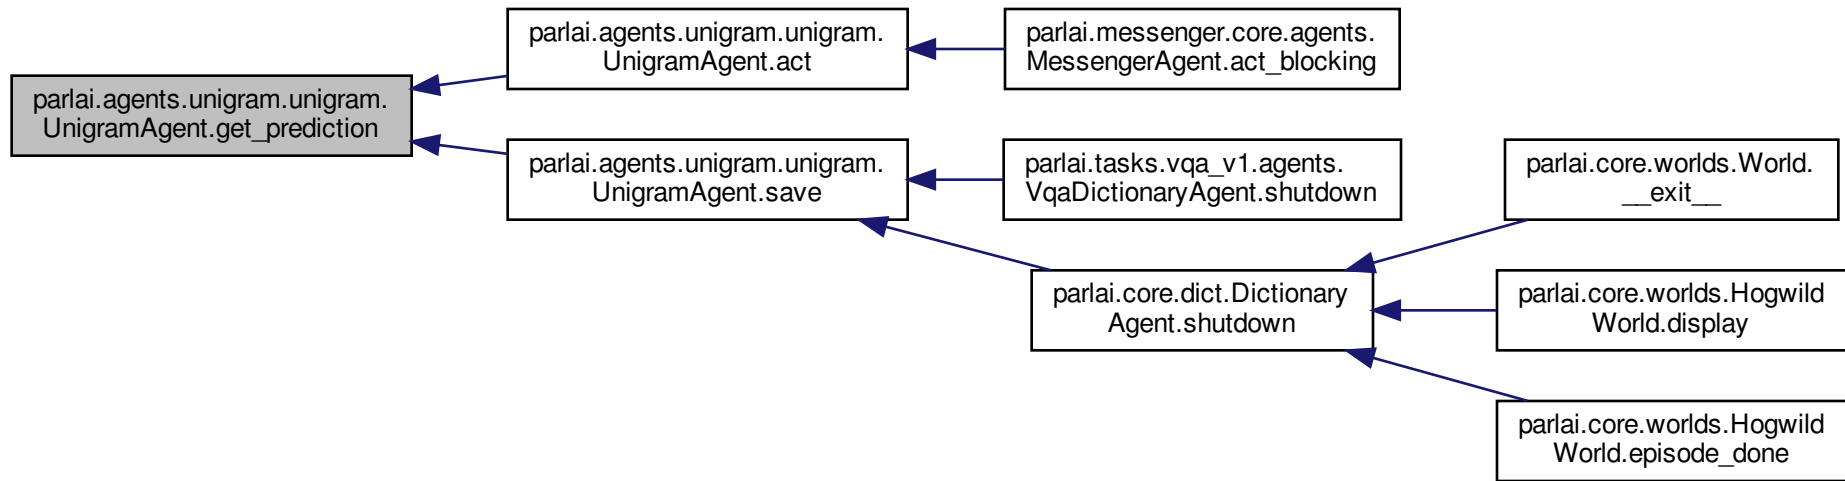 parlai.agents.unigram.unigram.
UnigramAgent.get_prediction
parlai.agents.unigram.unigram.
UnigramAgent.act
parlai.messenger.core.agents.
MessengerAgent.act_blocking
parlai.agents.unigram.unigram.
UnigramAgent.save
parlai.tasks.vqa_v1.agents.
VqaDictionaryAgent.shutdown
parlai.core.dict.Dictionary
Agent.shutdown
parlai.core.worlds.World.
__exit__
parlai.core.worlds.Hogwild
World.display
parlai.core.worlds.Hogwild
World.episode_done